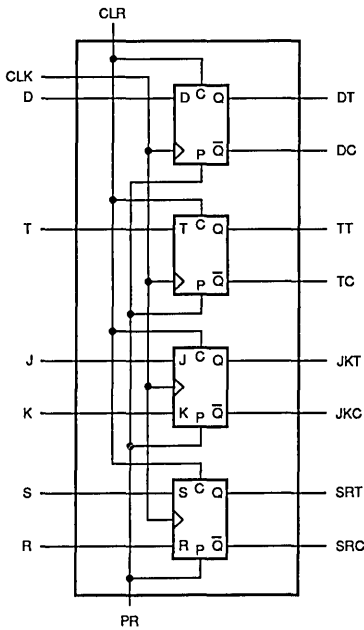 CLR
CLK
D
D C Q
DT
P Q̅
DC
T
T C Q
TT
P Q̅
TC
J
J C Q
JKT
K
K P Q̅
JKC
S
S C Q
SRT
R
R P Q̅
SRC
PR